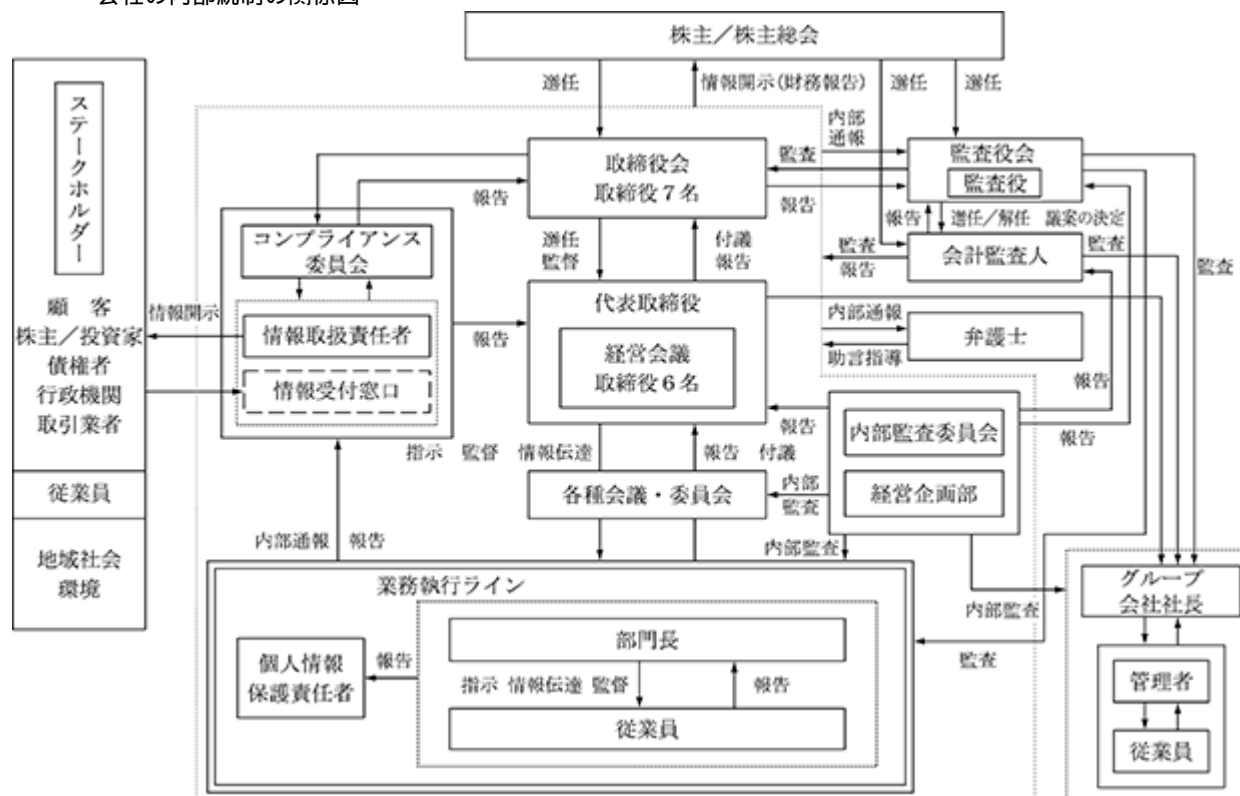 会社の内部統制の関係図
株主／株主総会
選任
情報開示(財務報告)
選任
選任
ステークホルダー
顧　客
株主／投資家
債権者
行政機関
取引業者
従業員
地域社会
環境
内部
通報
監査
報告
取締役会
取締役７名
監査役会
監査役
報告
選任／解任　議案の決定
報告
コンプライアンス
委員会
選任
監督
付議
報告
監査
報告
会計監査人
監査
監査
情報開示
情報取扱責任者
情報受付窓口
報告
代表取締役
経営会議
取締役６名
内部通報
助言指導
弁護士
報告
報告
内部監査委員会
経営企画部
報告
指示　監督　情報伝達
報告　付議
各種会議・委員会
内部
監査
内部通報　報告
内部監査
内部監査
監査
グループ
会社社長
管理者
従業員
業務執行ライン
個人情報
保護責任者
報告
部門長
指示 情報伝達 監督
報告
従業員